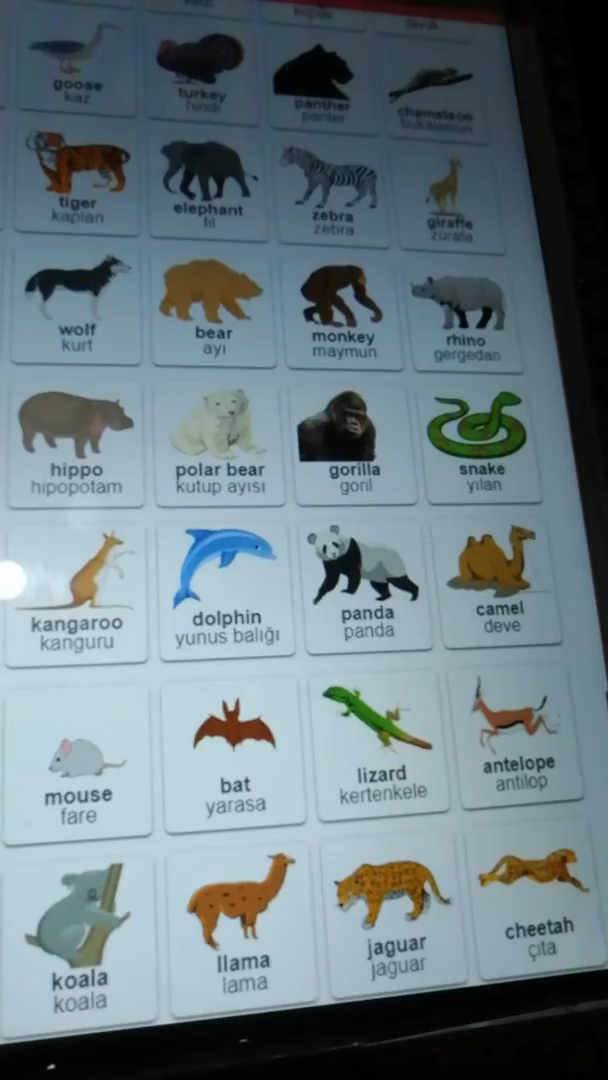 goose
kaz
turkey
hindi
panther
panter
chameleon
bukalemun
tiger
kaplan
elephant
fil
zebra
zebra
giraffe
zürafa
wolf
kurt
bear
ayı
monkey
maymun
rhino
gergedan
hippo
hipopotam
polar bear
kutup ayısı
gorilla
goril
snake
yılan
kangaroo
kanguru
dolphin
yunus balığı
panda
panda
camel
deve
mouse
fare
bat
yarasa
lizard
kertenkele
antelope
antilop
koala
koala
llama
lama
jaguar
jaguar
cheetah
çita